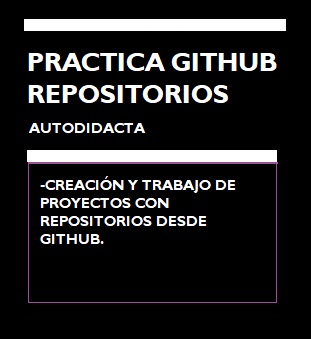 PRACTICA GITHUB
REPOSITORIOS
AUTODIDACTA
-CREACIÓN Y TRABAJO DE
PROYECTOS CON
REPOSITORIOS DESDE
GITHUB.